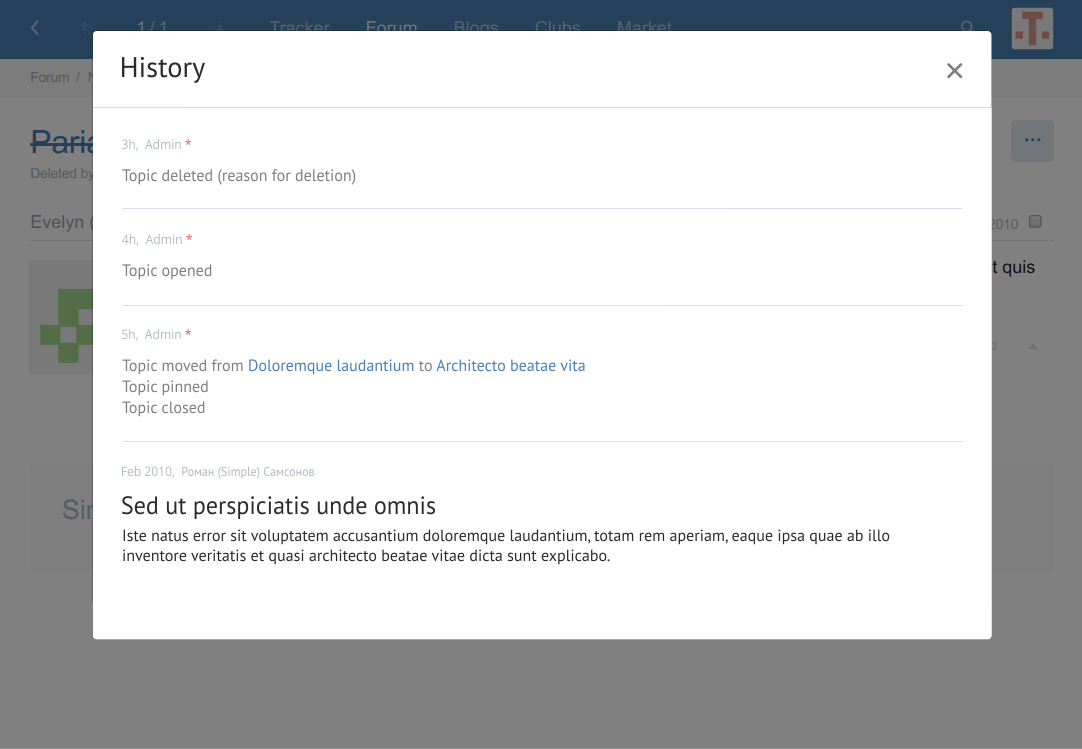 1 / 1 Tracker Forum Blogs Clubs Market
History
Forum /
Deleted by
Evelyn
2010
t quis
3h, Admin *
Topic deleted (reason for deletion)
4h, Admin *
Topic opened
5h, Admin *
Topic moved from Doloremque laudantium to Architecto beatae vita
Topic pinned
Topic closed
Feb 2010, Роман (Simple) Самсонов
Sed ut perspiciatis unde omnis
Iste natus error sit voluptatem accusantium doloremque laudantium, totam rem aperiam, eaque ipsa quae ab illo
inventore veritatis et quasi architecto beatae vitae dicta sunt explicabo.